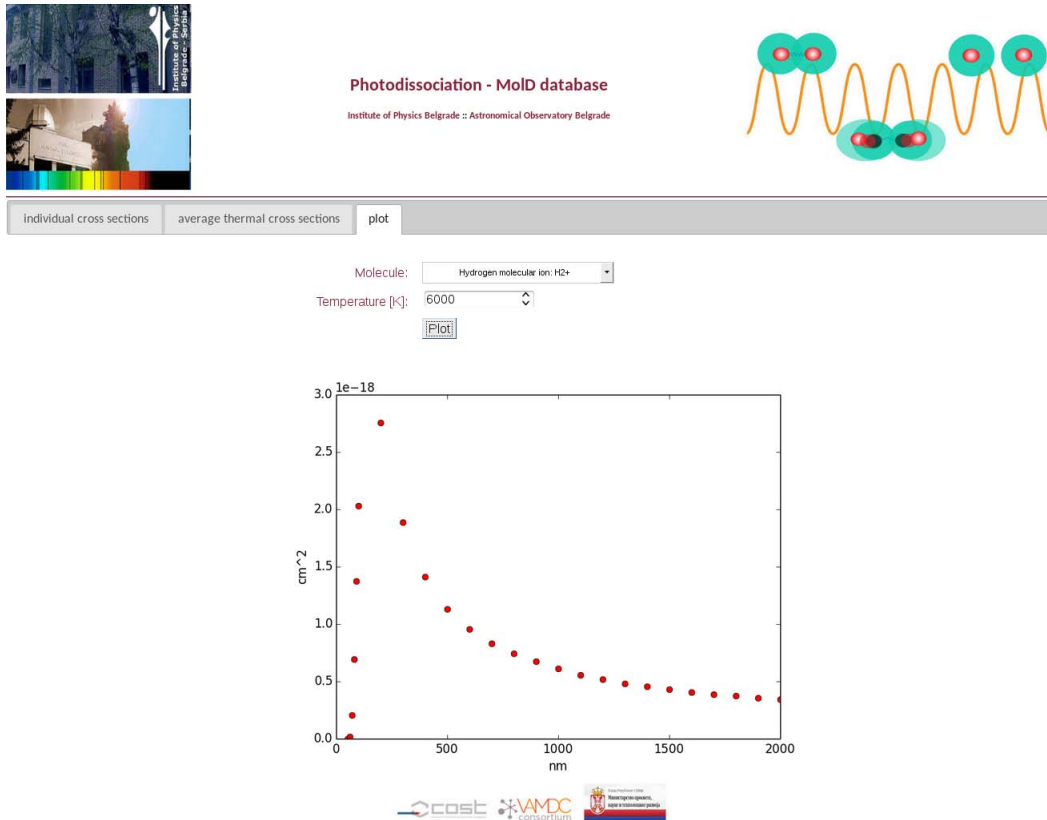 Institute of Physics
Belgrade - Serbia
Photodissociation - MolD database
Institute of Physics Belgrade :: Astronomical Observatory Belgrade
individual cross sections
average thermal cross sections
plot
Molecule:
Hydrogen molecular ion: H2+
Temperature [K]:
6000
Plot
1e−18
3.0
2.5
2.0
1.5
1.0
0.5
0.0
cm^2
0
500
1000
1500
2000
nm
cost
VAMDC
consortium